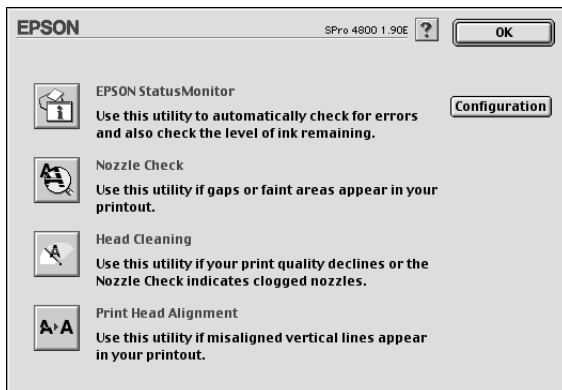 EPSON SPro 4800 1.90E ? OK
EPSON StatusMonitor
Use this utility to automatically check for errors
and also check the level of ink remaining.
Configuration
Nozzle Check
Use this utility if gaps or faint areas appear in your
printout.
Head Cleaning
Use this utility if your print quality declines or the
Nozzle Check indicates clogged nozzles.
Print Head Alignment
Use this utility if misaligned vertical lines appear
in your printout.